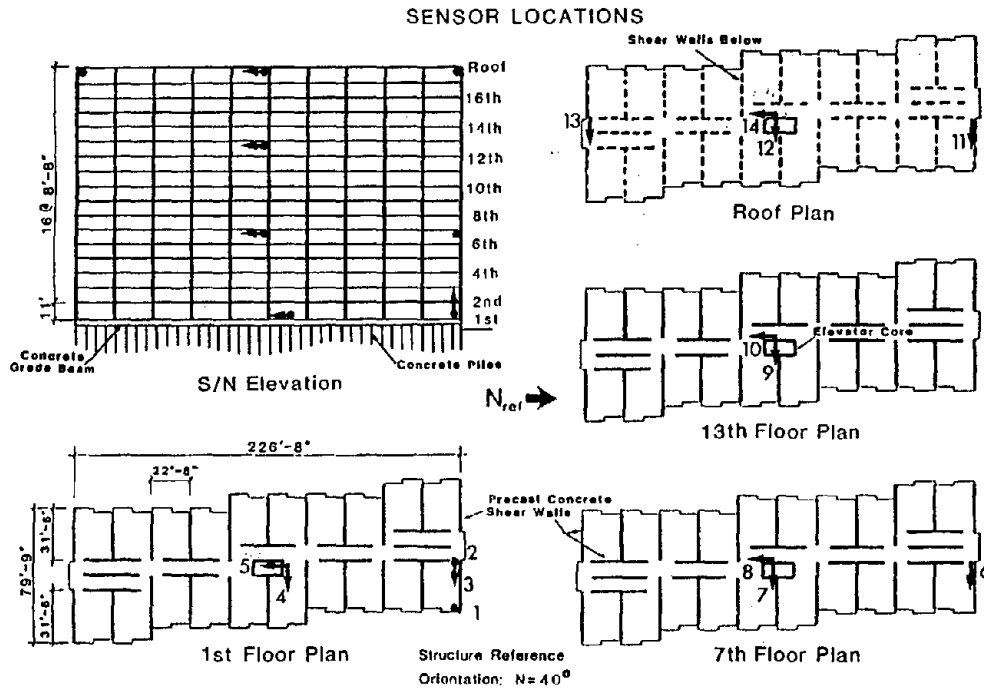 SENSOR LOCATIONS
Roof
16th
14th
12th
10th
8th
6th
4th
2nd
1st
16@ 8'-8"
11'
Concrete
Grade Beam
Concrete Piles
S/N Elevation
Shear Walls Below
13
14
12
11
Roof Plan
Nref
Elevator Core
10
9
13th Floor Plan
226'-8"
22'-8"
79'-9"
31'-6"
31'-6"
5
4
2
3
1
1st Floor Plan
Precast Concrete
Shear Walls
8
7
6
7th Floor Plan
Structure Reference
Orientation: N=40°